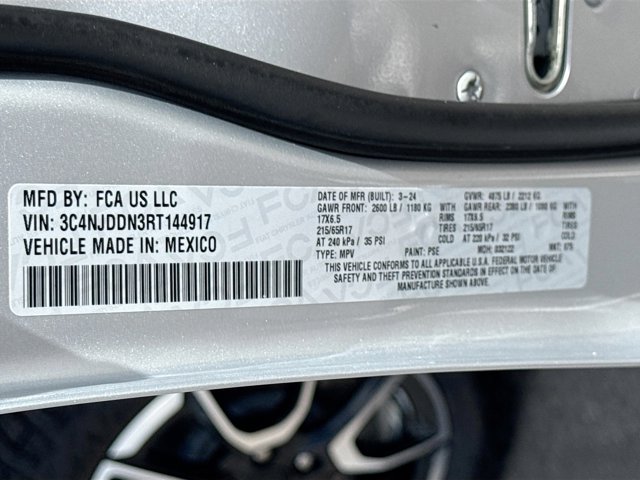 MFD BY: FCA US LLC
VIN: 3C4NJDDN3RT144917
VEHICLE MADE IN: MEXICO
DATE OF MFR (BUILT): 3-24 GVWR: 4875 LB / 2212 KG
GAWR FRONT: 2600 LB / 1180 KG GAWR REAR: 2380 LB / 1080 KG
17X6.5 RIMS 17X6.5
215/65R17 TIRES 215/65R17
AT 240 kPa / 35 PSI COLD AT 220 kPa / 32 PSI COLD
TYPE: MPV PAINT: PSE MDH: TRIM: 
THIS VEHICLE CONFORMS TO ALL APPLICABLE U.S.A. FEDERAL MOTOR VEHICLE
SAFETY AND THEFT PREVENTION STANDARDS IN EFFECT ON THE DATE OF
MANUFACTURE SHOWN ABOVE.